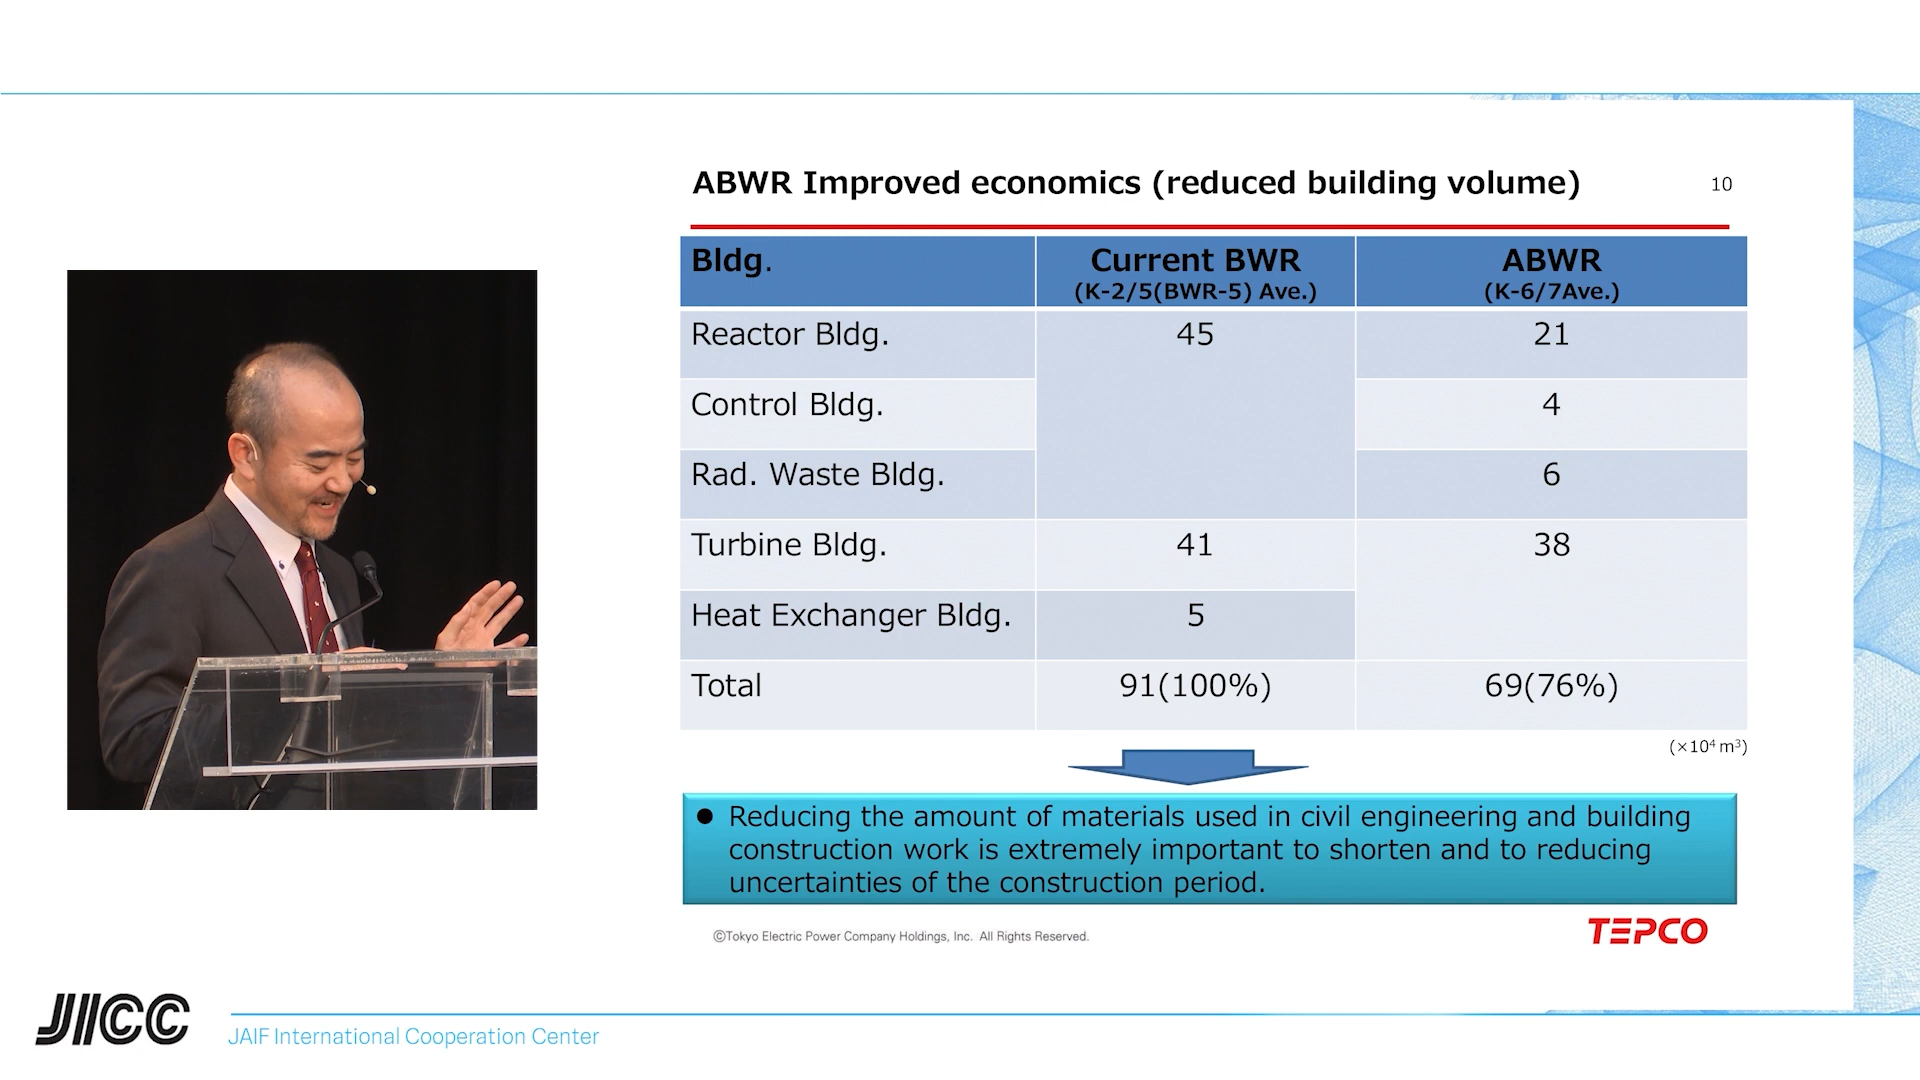 ABWR Improved economics (reduced building volume)
10
Bldg. Current BWR ABWR
(K-2/5(BWR-5) Ave.) (K-6/7Ave.)
Reactor Bldg. 45 21
Control Bldg. 4
Rad. Waste Bldg. 6
Turbine Bldg. 41 38
Heat Exchanger Bldg. 5
Total 91(100%) 69(76%)
(×10⁴ m³)
● Reducing the amount of materials used in civil engineering and building
construction work is extremely important to shorten and to reducing
uncertainties of the construction period.
©Tokyo Electric Power Company Holdings, Inc. All Rights Reserved.
TEPCO
JICC
JAIF International Cooperation Center